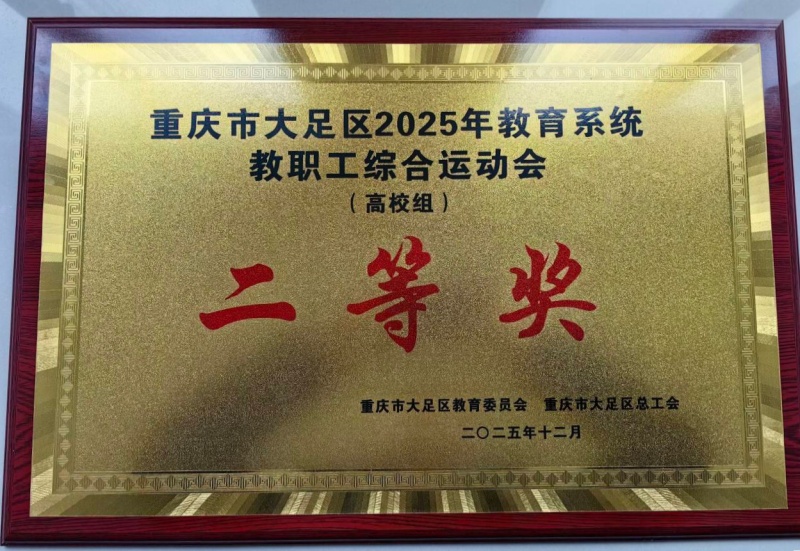 重庆市大足区2025年教育系统
教职工综合运动会
（高校组）
二等奖
重庆市大足区教育委员会 重庆市大足区总工会
二〇二五年十二月